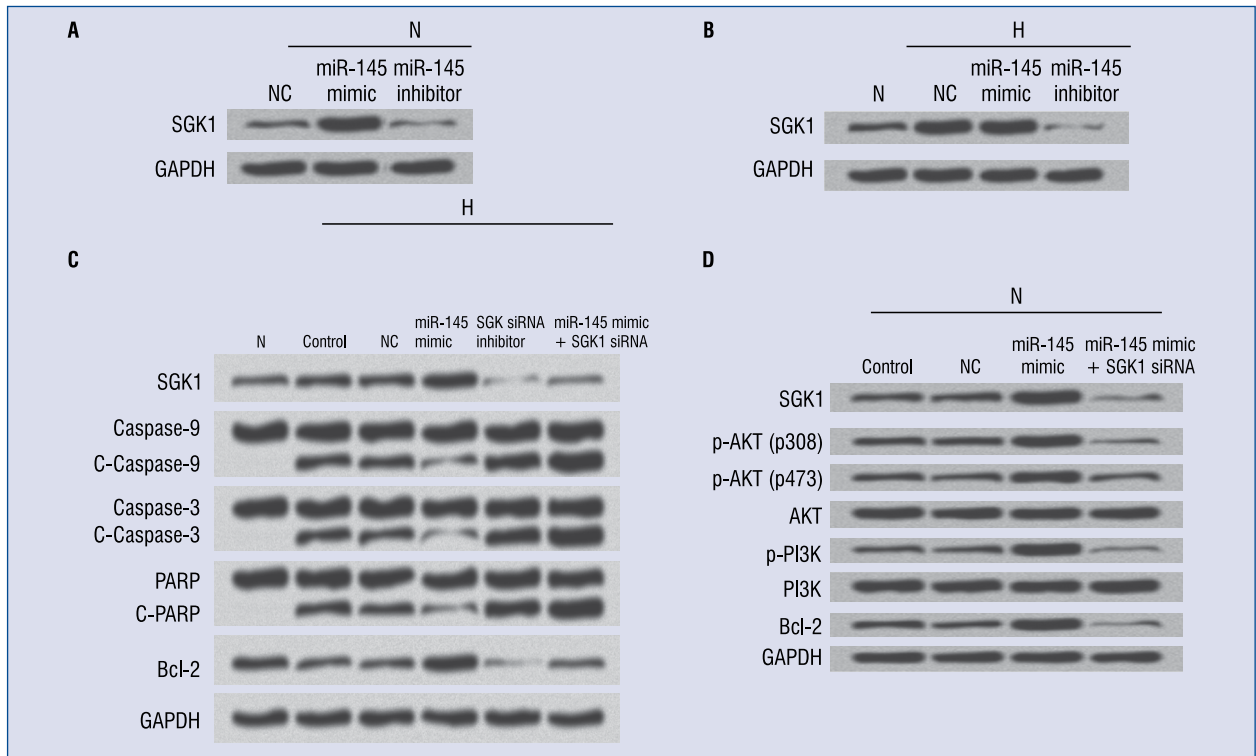 A
N
NC
miR-145 mimic
miR-145 inhibitor
SGK1
GAPDH
B
H
N
NC
miR-145 mimic
miR-145 inhibitor
SGK1
GAPDH
H
C
N
Control
NC
miR-145 mimic
SGK siRNA inhibitor
miR-145 mimic + SGK1 siRNA
SGK1
Caspase-9
C-Caspase-9
Caspase-3
C-Caspase-3
PARP
C-PARP
Bcl-2
GAPDH
D
N
Control
NC
miR-145 mimic
miR-145 mimic + SGK1 siRNA
SGK1
p-AKT (p308)
p-AKT (p473)
AKT
p-PI3K
PI3K
Bcl-2
GAPDH